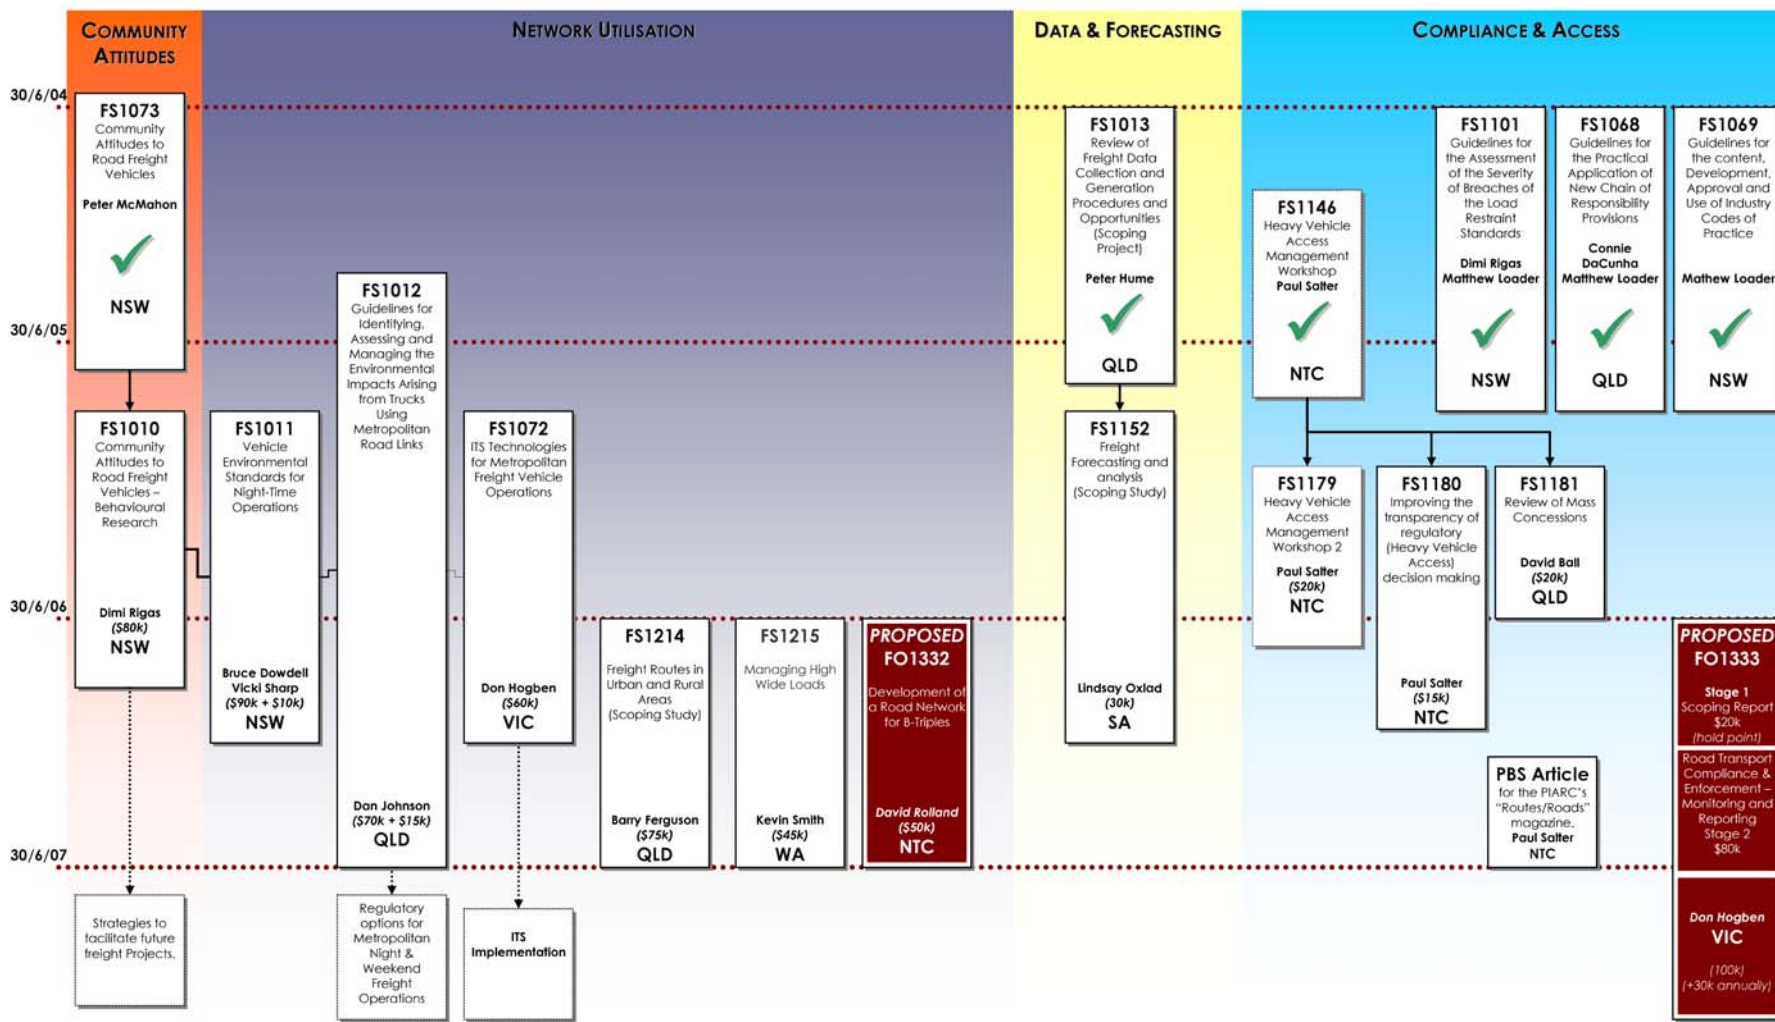 COMMUNITY
ATTITUDES
NETWORK UTILISATION
DATA & FORECASTING
COMPLIANCE & ACCESS
30/6/04
30/6/05
30/6/06
30/6/07
FS1073
Community
Attitudes to
Road Freight
Vehicles
Peter McMahon
NSW
FS1010
Community
Attitudes to
Road Freight
Vehicles –
Behavioural
Research
Dimi Rigas
($80k)
NSW
Strategies to
facilitate future
freight Projects.
FS1011
Vehicle
Environmental
Standards for
Night-Time
Operations
Bruce Dowdell
Vicki Sharp
($90k + $10k)
NSW
FS1012
Guidelines for
Identifying,
Assessing and
Managing the
Environmental
Impacts Arising
from Trucks
Using
Metropolitan
Road Links
Dan Johnson
($70k + $15k)
QLD
Regulatory
options for
Metropolitan
Night &
Weekend
Freight
Operations
FS1072
ITS Technologies
for Metropolitan
Freight Vehicle
Operations
Don Hogben
($60k)
VIC
ITS
Implementation
FS1214
Freight Routes in
Urban and Rural
Areas
(Scoping Study)
Barry Ferguson
($75k)
QLD
FS1215
Managing High
Wide Loads
Kevin Smith
($45k)
WA
PROPOSED
FO1332
Development of
a Road Network
for B-Triples
David Rolland
($50k)
NTC
FS1013
Review of
Freight Data
Collection and
Generation
Procedures and
Opportunities
(Scoping
Project)
Peter Hume
QLD
FS1152
Freight
Forecasting and
analysis
(Scoping Study)
Lindsay Oxlad
(30k)
SA
FS1146
Heavy Vehicle
Access
Management
Workshop
Paul Salter
NTC
FS1101
Guidelines for
the Assessment
of the Severity
of Breaches of
the Load
Restraint
Standards
Dimi Rigas
Matthew Loader
NSW
FS1068
Guidelines for
the Practical
Application of
New Chain of
Responsibility
Provisions
Connie
DaCunha
Matthew Loader
QLD
FS1069
Guidelines for
the content,
Development,
Approval and
Use of Industry
Codes of
Practice
Mathew Loader
NSW
FS1179
Heavy Vehicle
Access
Management
Workshop 2
Paul Salter
($20k)
NTC
FS1180
Improving the
transparency of
regulatory
(Heavy Vehicle
Access)
decision making
Paul Salter
($15k)
NTC
FS1181
Review of Mass
Concessions
David Ball
($20k)
QLD
PBS Article
for the PIARC's
"Routes/Roads"
magazine.
Paul Salter
NTC
PROPOSED
FO1333
Stage 1
Scoping Report
$20k
(hold point)
Road Transport
Compliance &
Enforcement –
Monitoring and
Reporting
Stage 2
$80k
Don Hogben
VIC
(100k)
(+30k annually)